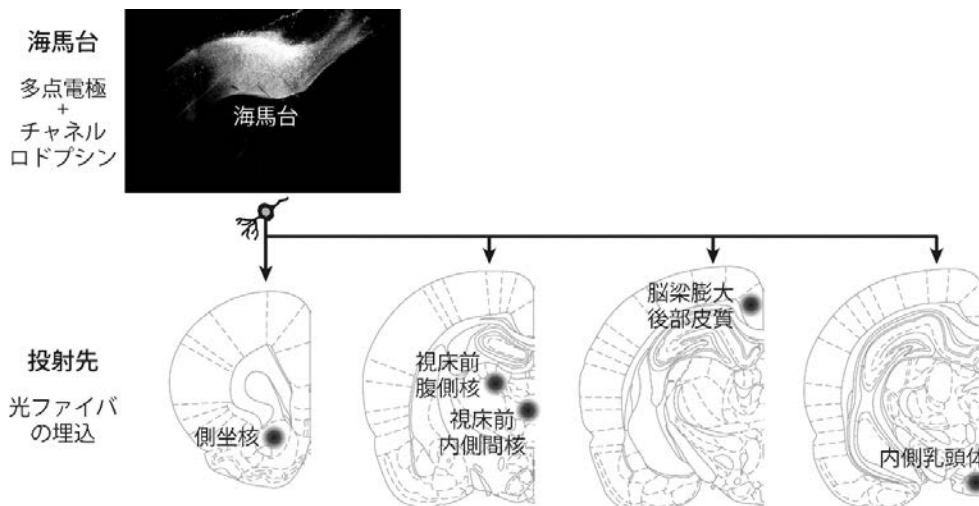 海馬台
多点電極
+
チャネル
ロドプシン
海馬台
投射先
光ファイバ
の埋込
側坐核
視床前
腹側核
視床前
内側間核
脳梁膨大
後部皮質
内側乳頭体